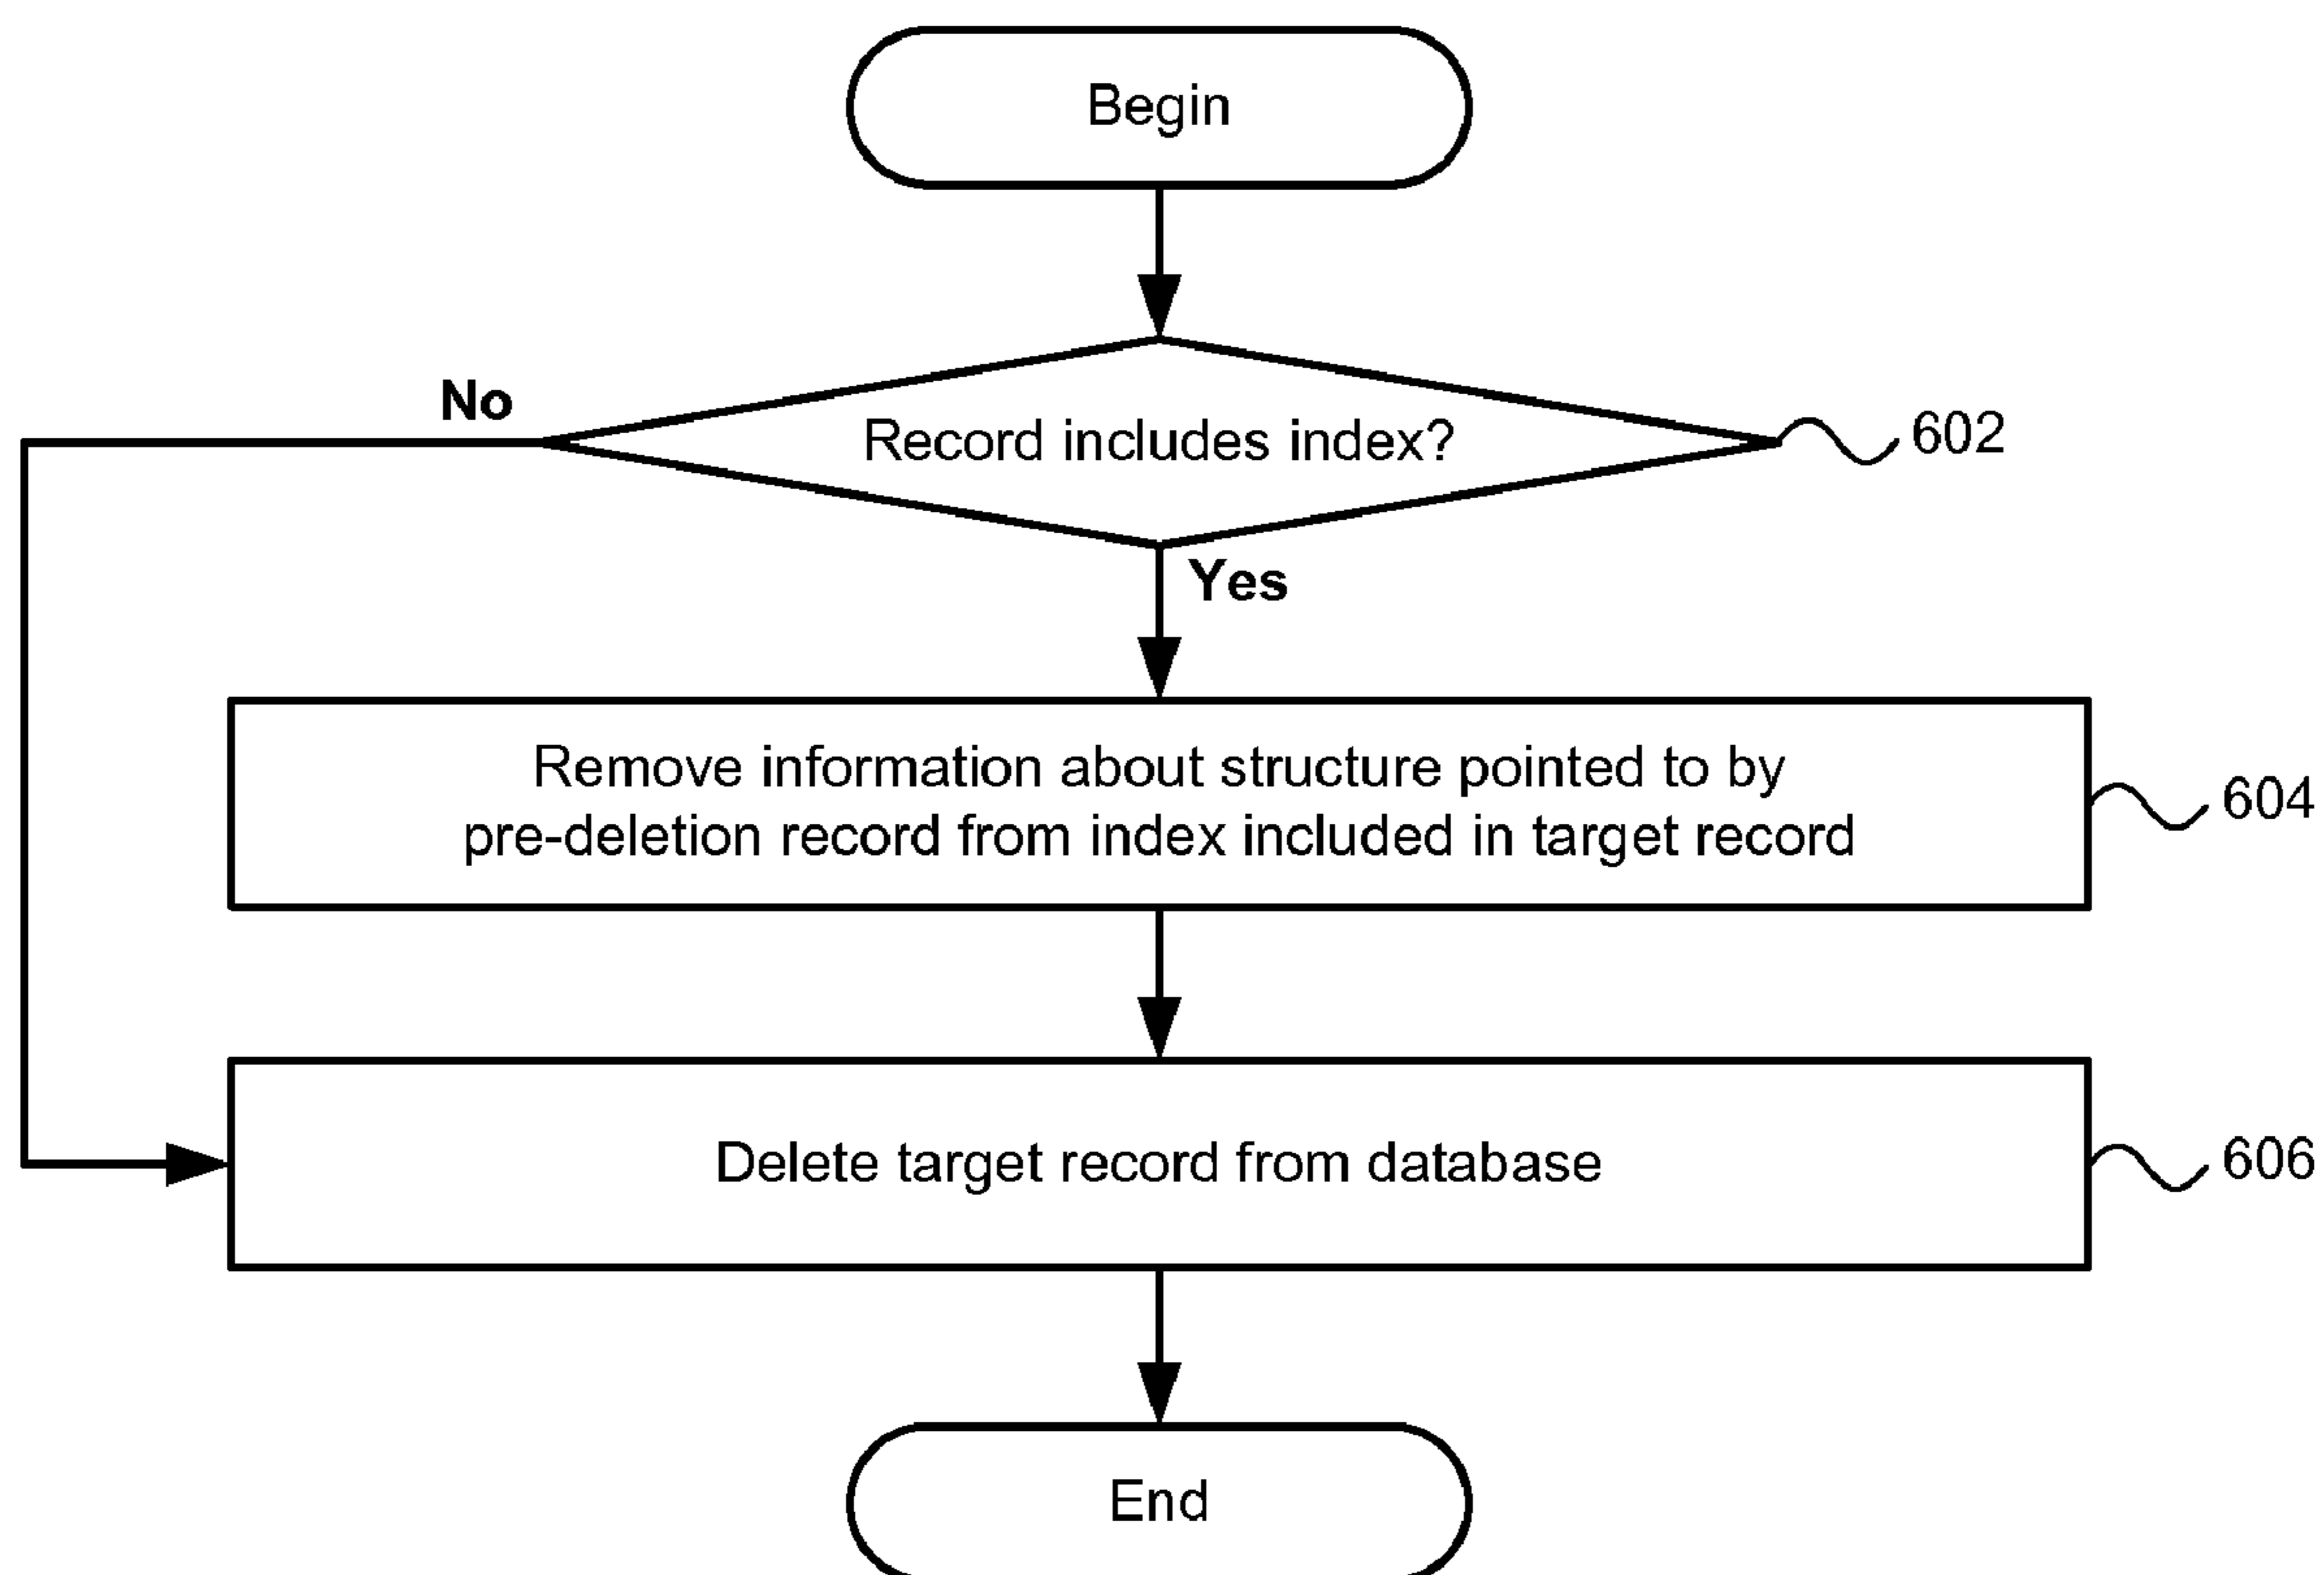 Begin
No
Record includes index?
602
Yes
Remove information about structure pointed to by
pre-deletion record from index included in target record
604
Delete target record from database
606
End